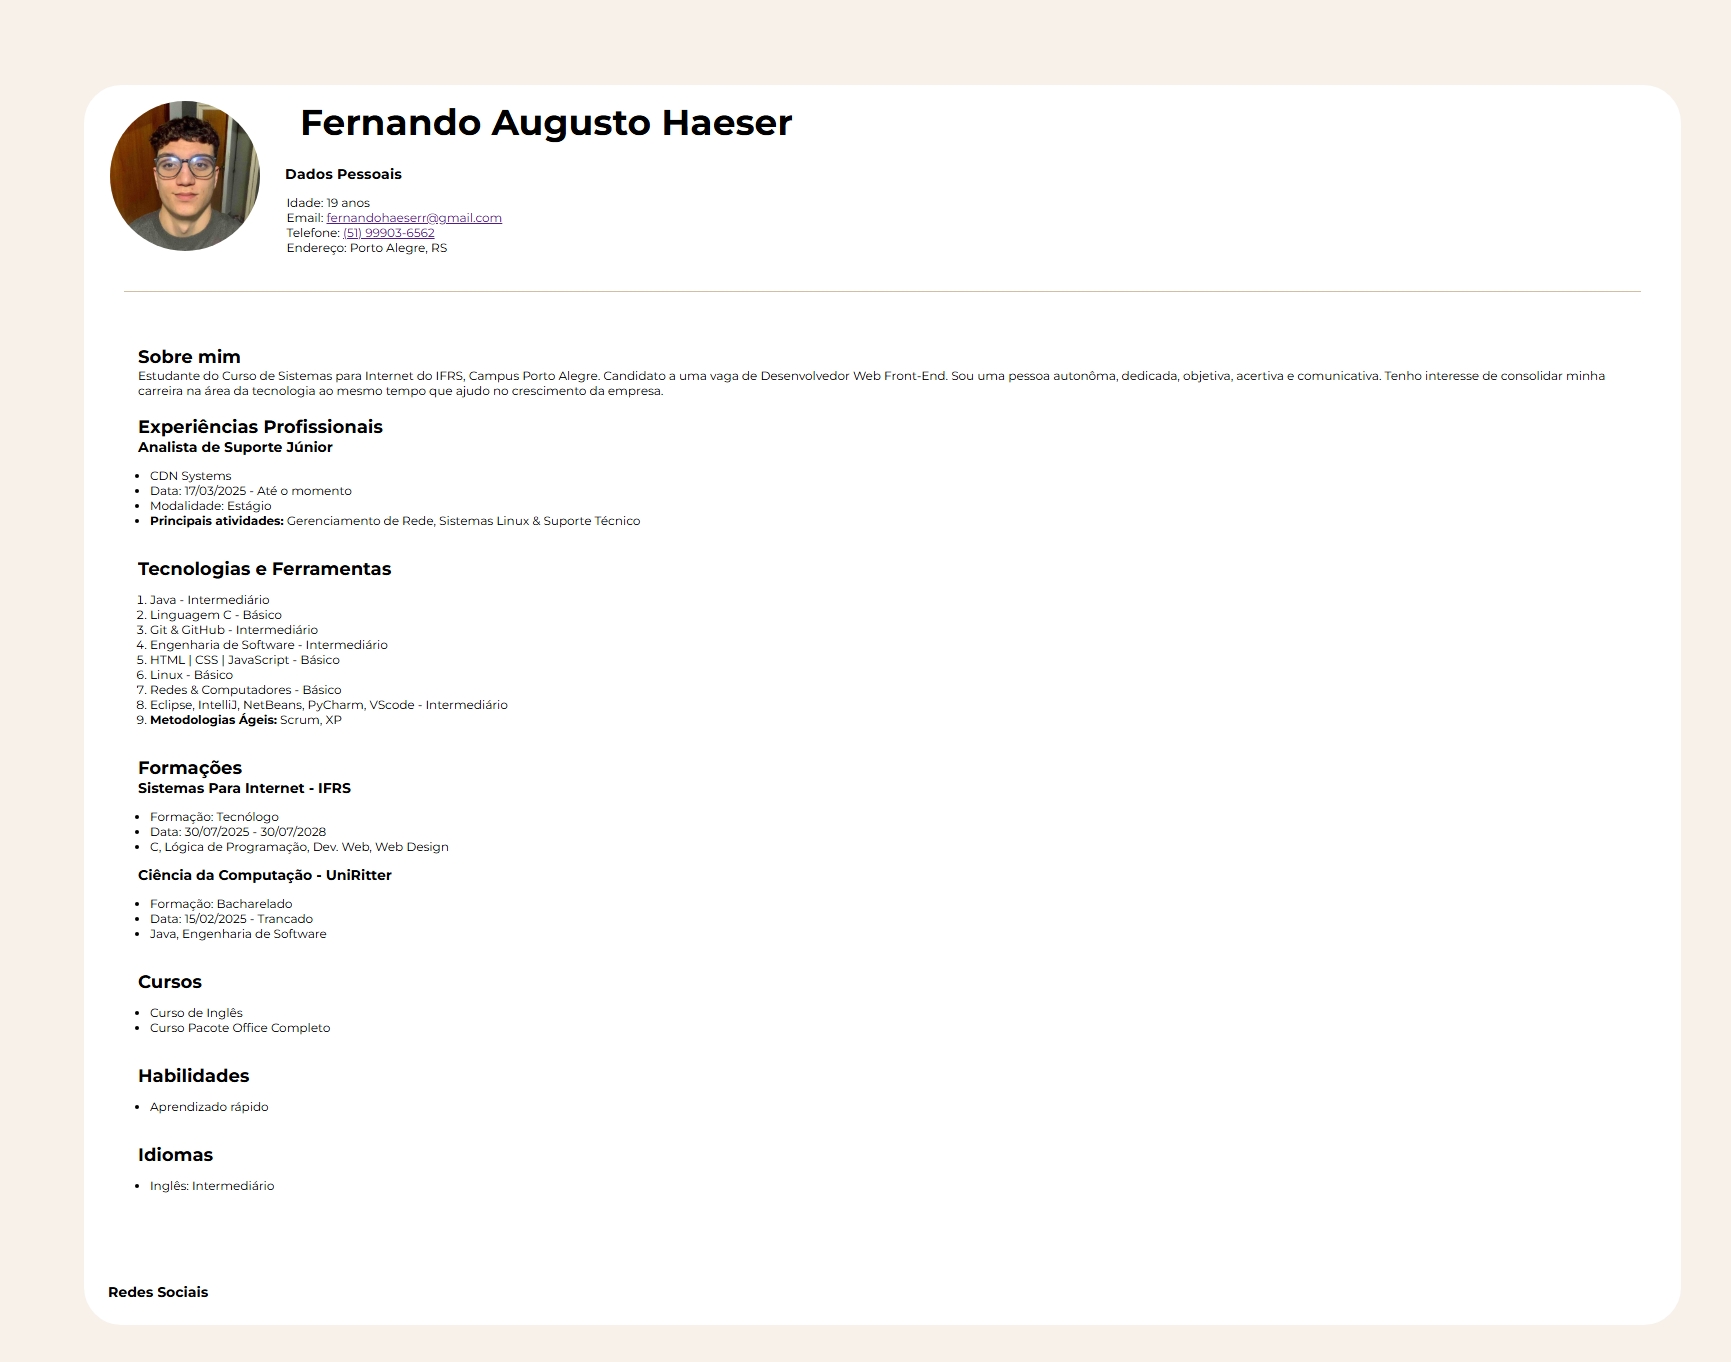 Fernando Augusto Haeser
Dados Pessoais
Idade: 19 anos
Email: fernandohaeserr@gmail.com
Telefone: (51) 99903-6562
Endereço: Porto Alegre, RS
Sobre mim
Estudante do Curso de Sistemas para Internet do IFRS, Campus Porto Alegre. Candidato a uma vaga de Desenvolvedor Web Front-End. Sou uma pessoa autonôma, dedicada, objetiva, acertiva e comunicativa. Tenho interesse de consolidar minha
carreira na área da tecnologia ao mesmo tempo que ajudo no crescimento da empresa.
Experiências Profissionais
Analista de Suporte Júnior
• CDN Systems
• Data: 17/03/2025 - Até o momento
• Modalidade: Estágio
• Principais atividades: Gerenciamento de Rede, Sistemas Linux & Suporte Técnico
Tecnologias e Ferramentas
1. Java - Intermediário
2. Linguagem C - Básico
3. Git & GitHub - Intermediário
4. Engenharia de Software - Intermediário
5. HTML | CSS | JavaScript - Básico
6. Linux - Básico
7. Redes & Computadores - Básico
8. Eclipse, IntelliJ, NetBeans, PyCharm, VScode - Intermediário
9. Metodologias Ágeis: Scrum, XP
Formações
Sistemas Para Internet - IFRS
• Formação: Tecnólogo
• Data: 30/07/2025 - 30/07/2028
• C, Lógica de Programação, Dev. Web, Web Design
Ciência da Computação - UniRitter
• Formação: Bacharelado
• Data: 15/02/2025 - Trancado
• Java, Engenharia de Software
Cursos
• Curso de Inglês
• Curso Pacote Office Completo
Habilidades
• Aprendizado rápido
Idiomas
• Inglês: Intermediário
Redes Sociais